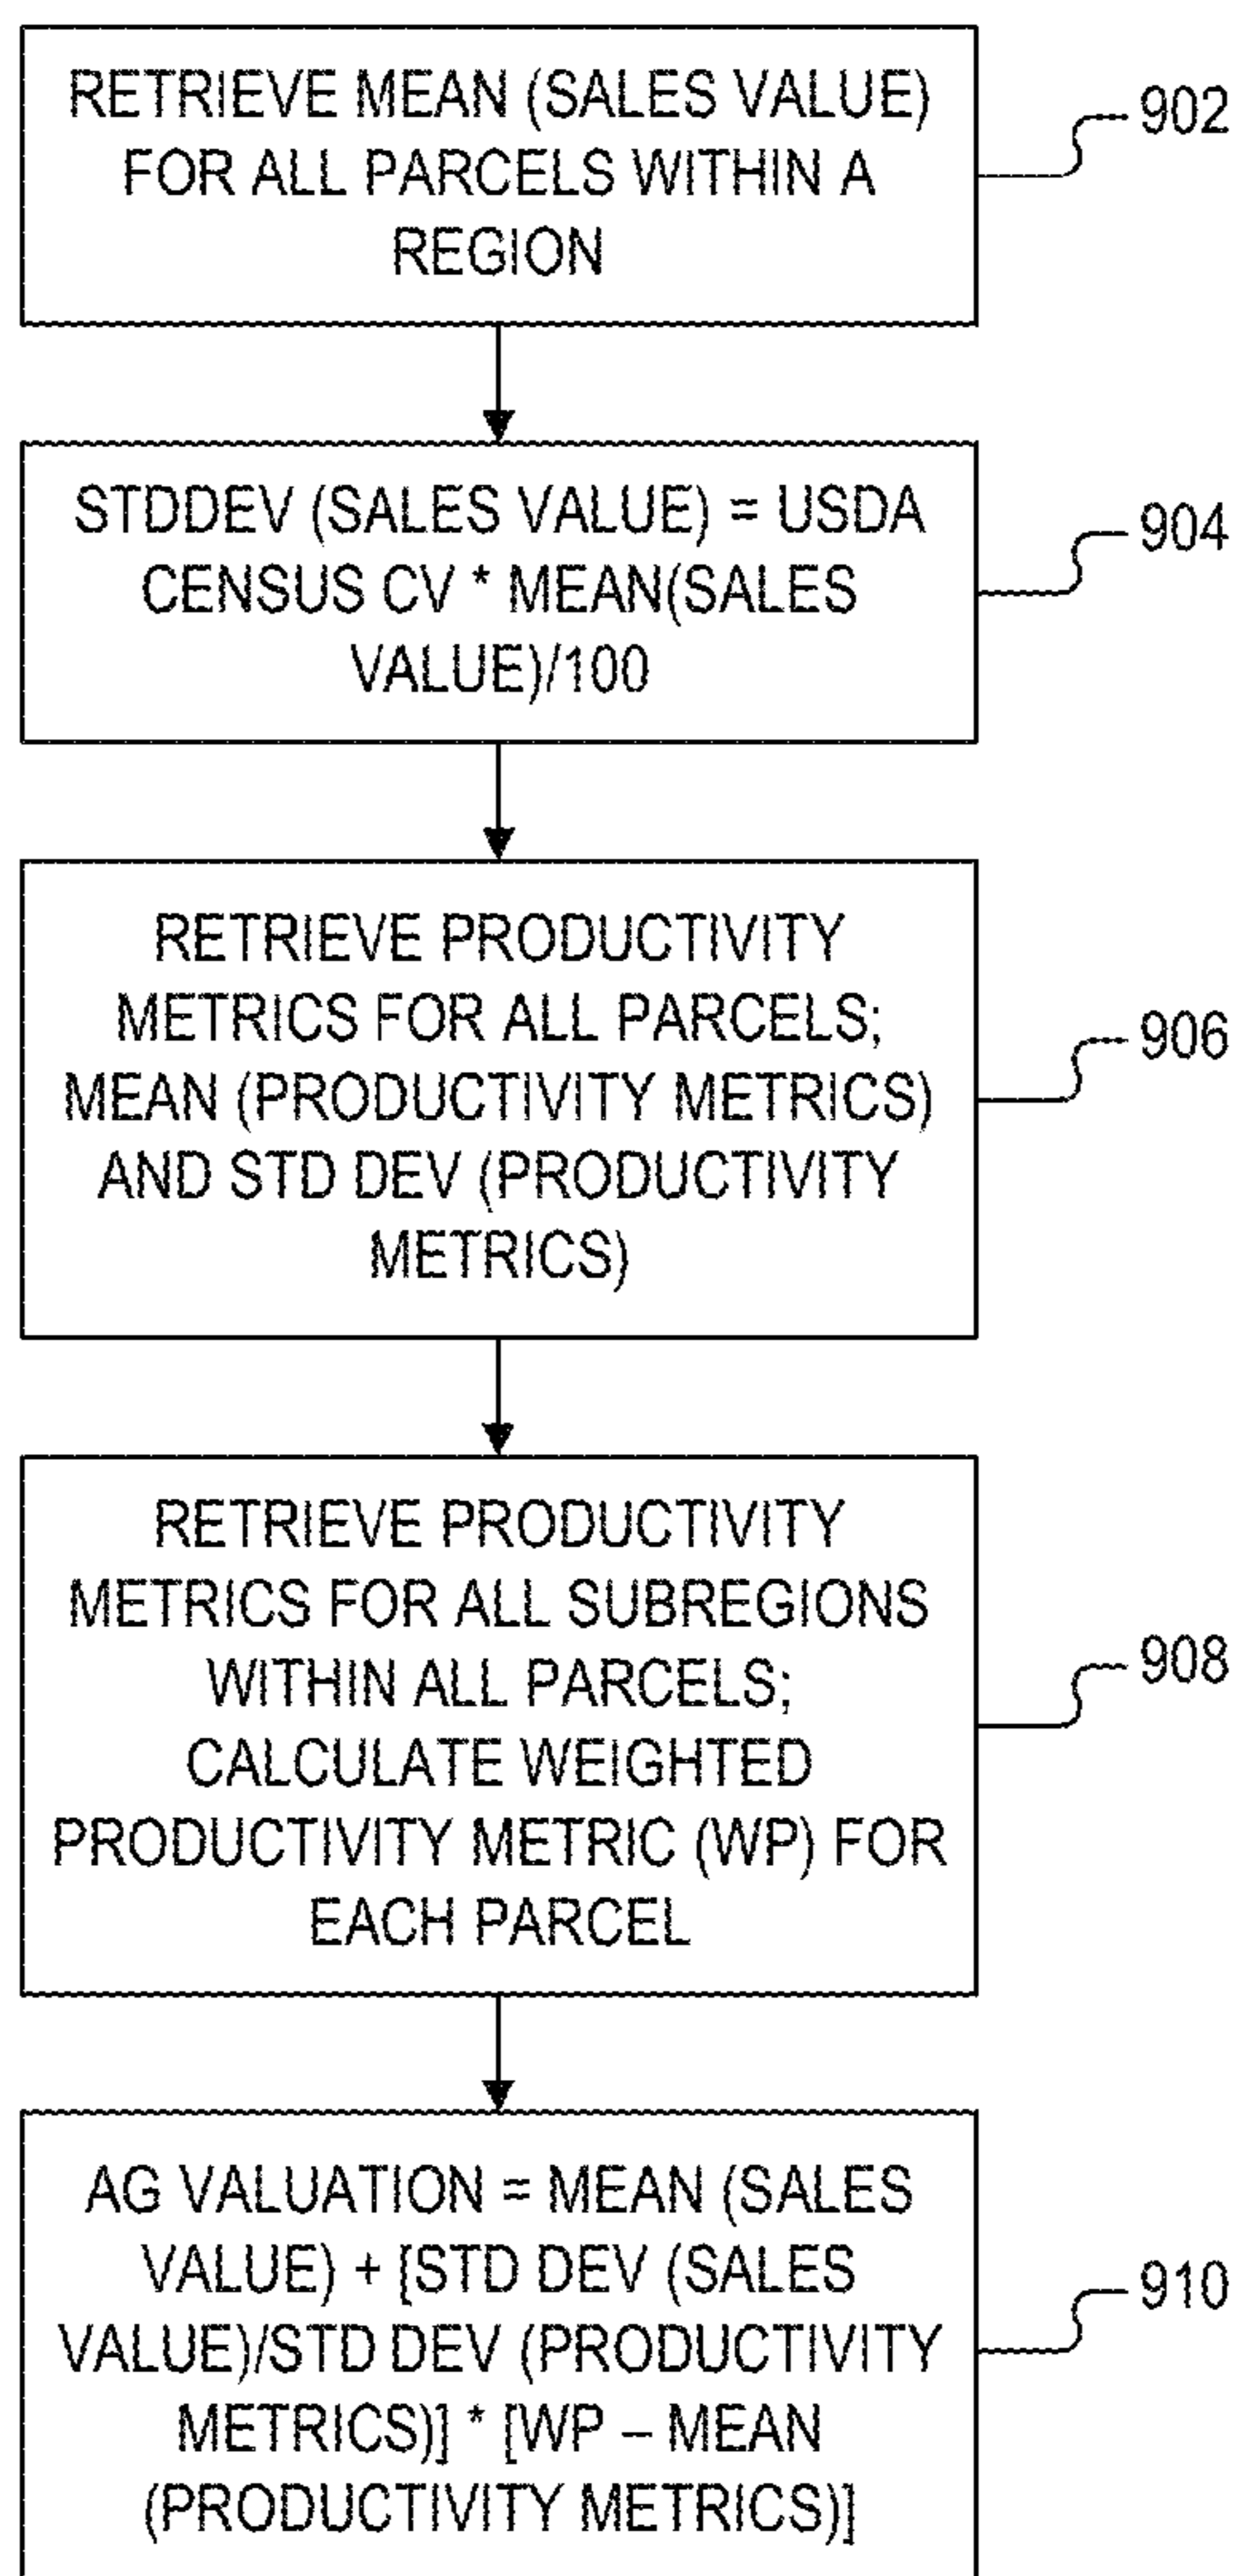 RETRIEVE MEAN (SALES VALUE)
FOR ALL PARCELS WITHIN A
REGION
902
STDDEV (SALES VALUE) = USDA
CENSUS CV * MEAN(SALES
VALUE)/100
904
RETRIEVE PRODUCTIVITY
METRICS FOR ALL PARCELS;
MEAN (PRODUCTIVITY METRICS)
AND STD DEV (PRODUCTIVITY
METRICS)
906
RETRIEVE PRODUCTIVITY
METRICS FOR ALL SUBREGIONS
WITHIN ALL PARCELS;
CALCULATE WEIGHTED
PRODUCTIVITY METRIC (WP) FOR
EACH PARCEL
908
AG VALUATION = MEAN (SALES
VALUE) + [STD DEV (SALES
VALUE)/STD DEV (PRODUCTIVITY
METRICS)] * [WP – MEAN
(PRODUCTIVITY METRICS)]
910